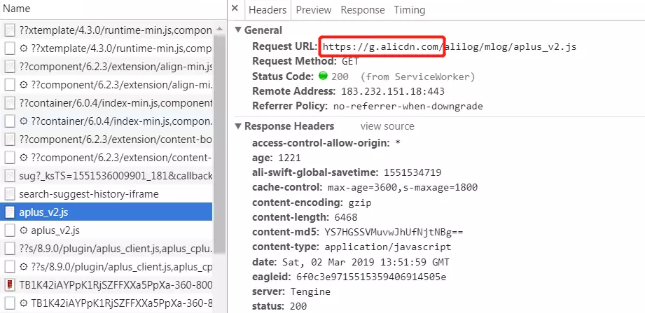 ??xtemplate/4.3.0/runtime-min.js,component
??xtemplate/4.3.0/runtime-min.js,compo
??component/6.2.3/extension/align-min.js
??component/6.2.3/extension/align-mi
??container/6.0.4/index-min.js,component
??container/6.0.4/index-min.js,compon
??component/6.2.3/extension/content-bo
??component/6.2.3/extension/content-
sug?_ksTS=1551536009901_181&callback
search-suggest-history-iframe
aplus_v2.js
aplus_v2.js
??s/8.9.0/plugin/aplus_client.js,aplus_cplu
??s/8.9.0/plugin/aplus_client.js,aplus_c
TB1K42iAYPpK1RjSZFFXXa5PpXa-360-800
TB1K42iAYPpK1RjSZFFXXa5PpXa-360-8
Headers Preview Response Timing
General
Request URL: https://g.alicdn.com/alilog/mlog/aplus_v2.js
Request Method: GET
Status Code: 200 (from ServiceWorker)
Remote Address: 183.232.151.18:443
Referrer Policy: no-referrer-when-downgrade
Response Headers view source
access-control-allow-origin: *
age: 1221
ali-swift-global-savetime: 1551534719
cache-control: max-age=3600,s-maxage=1800
content-encoding: gzip
content-length: 6468
content-md5: YS7HGSSVMuvwJhUfNjtNBg==
content-type: application/javascript
date: Sat, 02 Mar 2019 13:51:59 GMT
eagleid: 6f0c3e9715515359406914505e
server: Tengine
status: 200